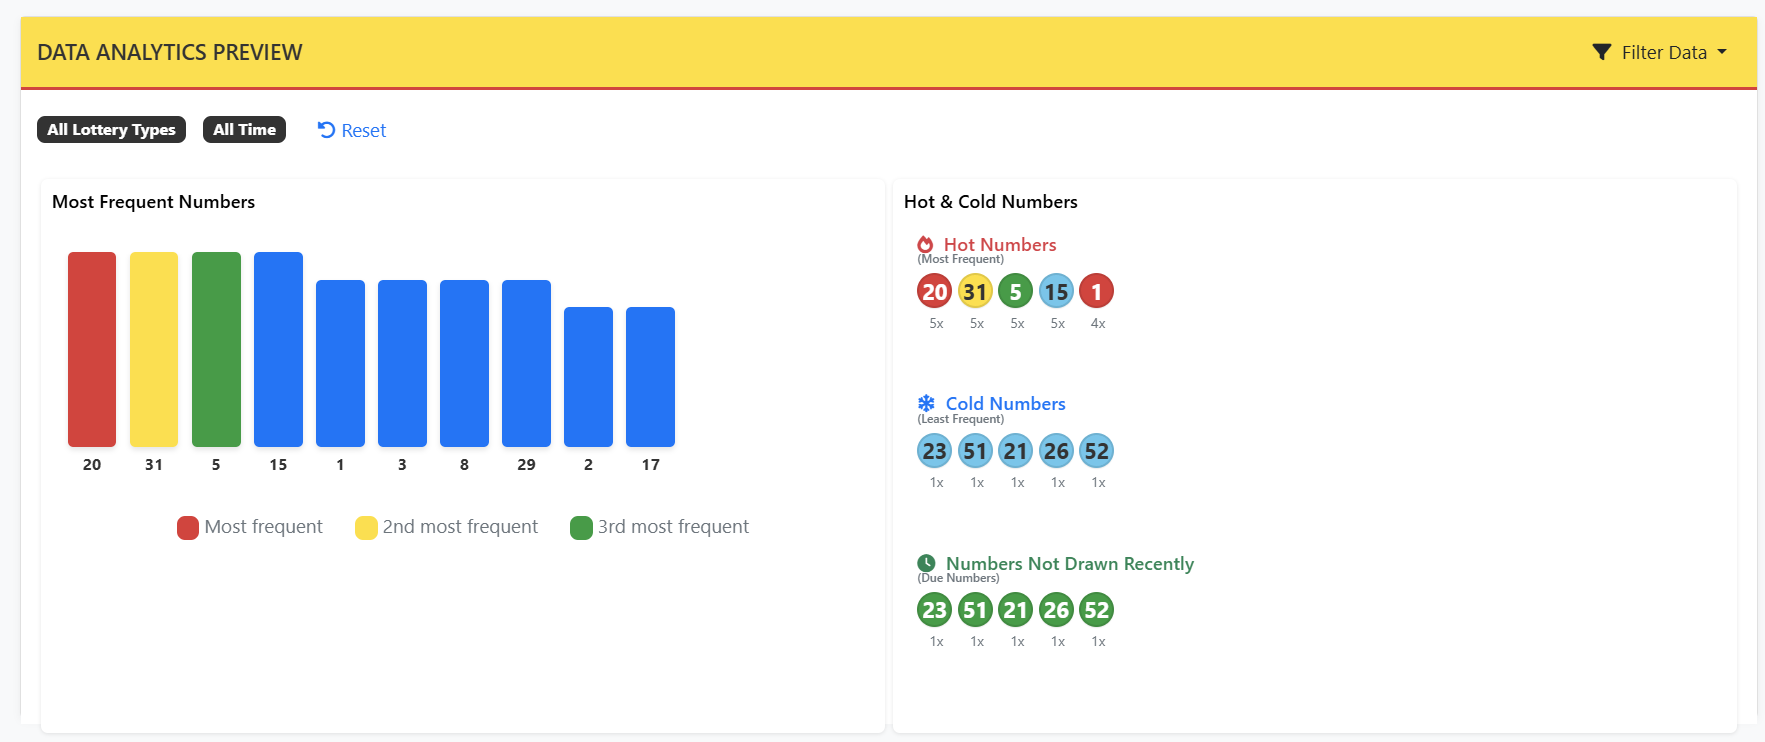 DATA ANALYTICS PREVIEW
Filter Data
All Lottery Types All Time Reset
Most Frequent Numbers
20 31 5 15 1 3 8 29 2 17
Most frequent 2nd most frequent 3rd most frequent
Hot & Cold Numbers
Hot Numbers
(Most Frequent)
20 31 5 15 1
5x 5x 5x 5x 4x
Cold Numbers
(Least Frequent)
23 51 21 26 52
1x 1x 1x 1x 1x
Numbers Not Drawn Recently
(Due Numbers)
23 51 21 26 52
1x 1x 1x 1x 1x